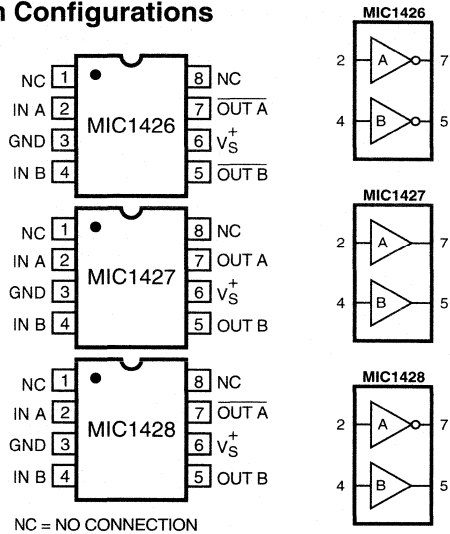 n Configurations
MIC1426
NC 1 8 NC
IN A 2 7 OUT A
GND 3 6 VS+
IN B 4 5 OUT B
MIC1426
2 A 7
4 B 5
MIC1427
NC 1 8 NC
IN A 2 7 OUT A
GND 3 6 VS+
IN B 4 5 OUT B
MIC1427
2 A 7
4 B 5
MIC1428
NC 1 8 NC
IN A 2 7 OUT A
GND 3 6 VS+
IN B 4 5 OUT B
MIC1428
2 A 7
4 B 5
NC = NO CONNECTION